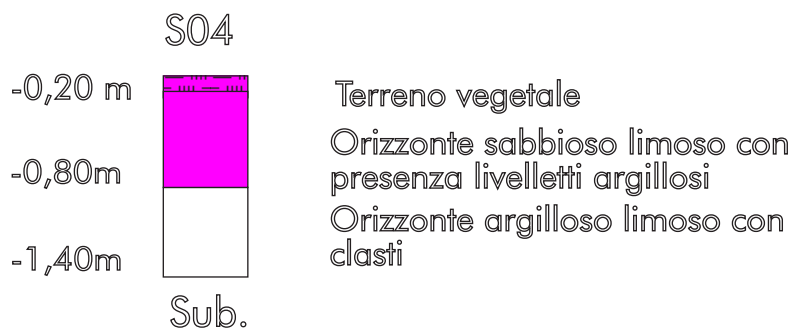 S04
-0,20 m
Terreno vegetale
-0,80m
Orizzonte sabbioso limoso con
presenza livelletti argillosi
-1,40m
Orizzonte argilloso limoso con
clasti
Sub.